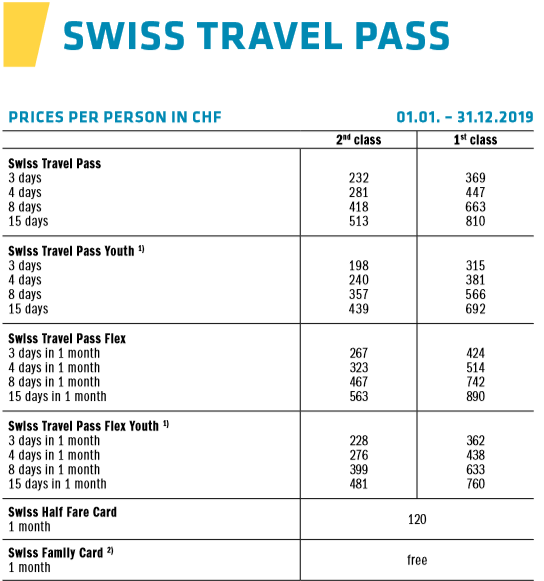 SWISS TRAVEL PASS
PRICES PER PERSON IN CHF 01.01. – 31.12.2019
2nd class 1st class
Swiss Travel Pass
3 days 232 369
4 days 281 447
8 days 418 663
15 days 513 810
Swiss Travel Pass Youth 1)
3 days 198 315
4 days 240 381
8 days 357 566
15 days 439 692
Swiss Travel Pass Flex
3 days in 1 month 267 424
4 days in 1 month 323 514
8 days in 1 month 467 742
15 days in 1 month 563 890
Swiss Travel Pass Flex Youth 1)
3 days in 1 month 228 362
4 days in 1 month 276 438
8 days in 1 month 399 633
15 days in 1 month 481 760
Swiss Half Fare Card
1 month 120
Swiss Family Card 2)
1 month free